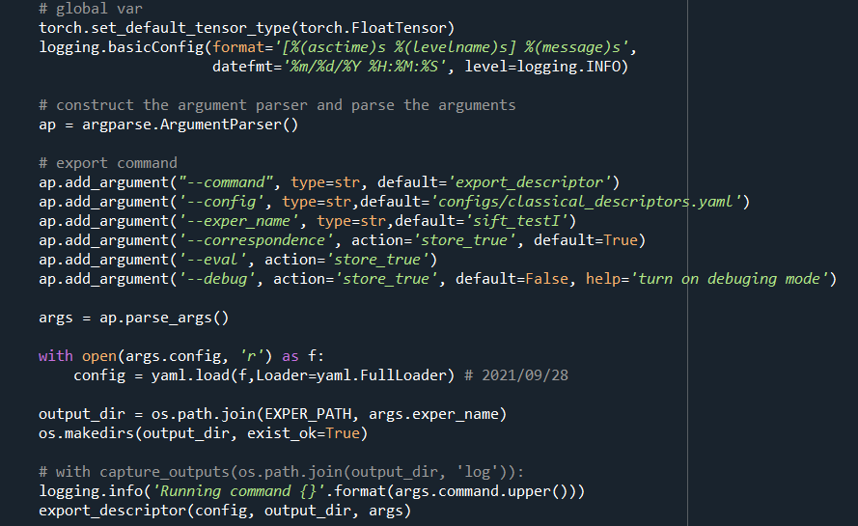 # global var
torch.set_default_tensor_type(torch.FloatTensor)
logging.basicConfig(format='[%(asctime)s %(levelname)s] %(message)s',
                    datefmt='%m/%d/%Y %H:%M:%S', level=logging.INFO)

# construct the argument parser and parse the arguments
ap = argparse.ArgumentParser()

# export command
ap.add_argument("--command", type=str, default='export_descriptor')
ap.add_argument('--config', type=str,default='configs/classical_descriptors.yaml')
ap.add_argument('--exper_name', type=str,default='sift_testI')
ap.add_argument('--correspondence', action='store_true', default=True)
ap.add_argument('--eval', action='store_true')
ap.add_argument('--debug', action='store_true', default=False, help='turn on debuging mode')

args = ap.parse_args()

with open(args.config, 'r') as f:
    config = yaml.load(f,Loader=yaml.FullLoader) # 2021/09/28

output_dir = os.path.join(EXPER_PATH, args.exper_name)
os.makedirs(output_dir, exist_ok=True)

# with capture_outputs(os.path.join(output_dir, 'log')):
logging.info('Running command {}'.format(args.command.upper()))
export_descriptor(config, output_dir, args)